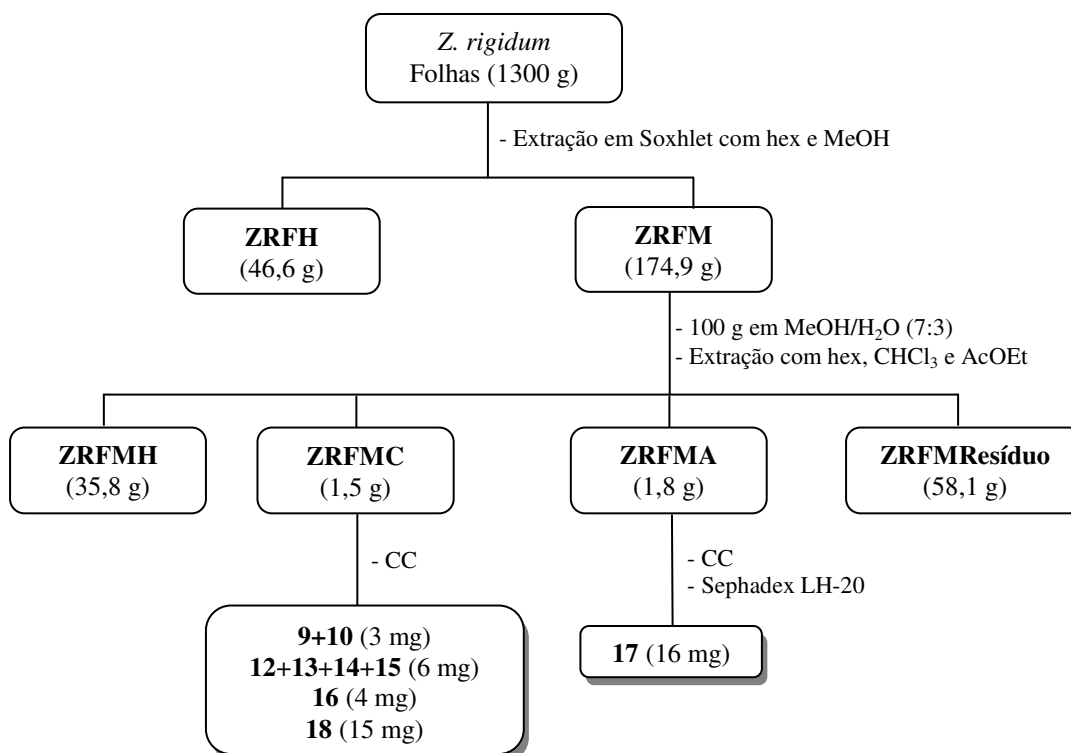 Z. rigidum
Folhas (1300 g)
- Extração em Soxhlet com hex e MeOH
ZRFH
(46,6 g)
ZRFM
(174,9 g)
- 100 g em MeOH/H₂O (7:3)
- Extração com hex, CHCl₃ e AcOEt
ZRFMH
(35,8 g)
ZRFMC
(1,5 g)
ZRFMA
(1,8 g)
ZRFMResíduo
(58,1 g)
- CC
- CC
- Sephadex LH-20
9+10 (3 mg)
12+13+14+15 (6 mg)
16 (4 mg)
18 (15 mg)
17 (16 mg)